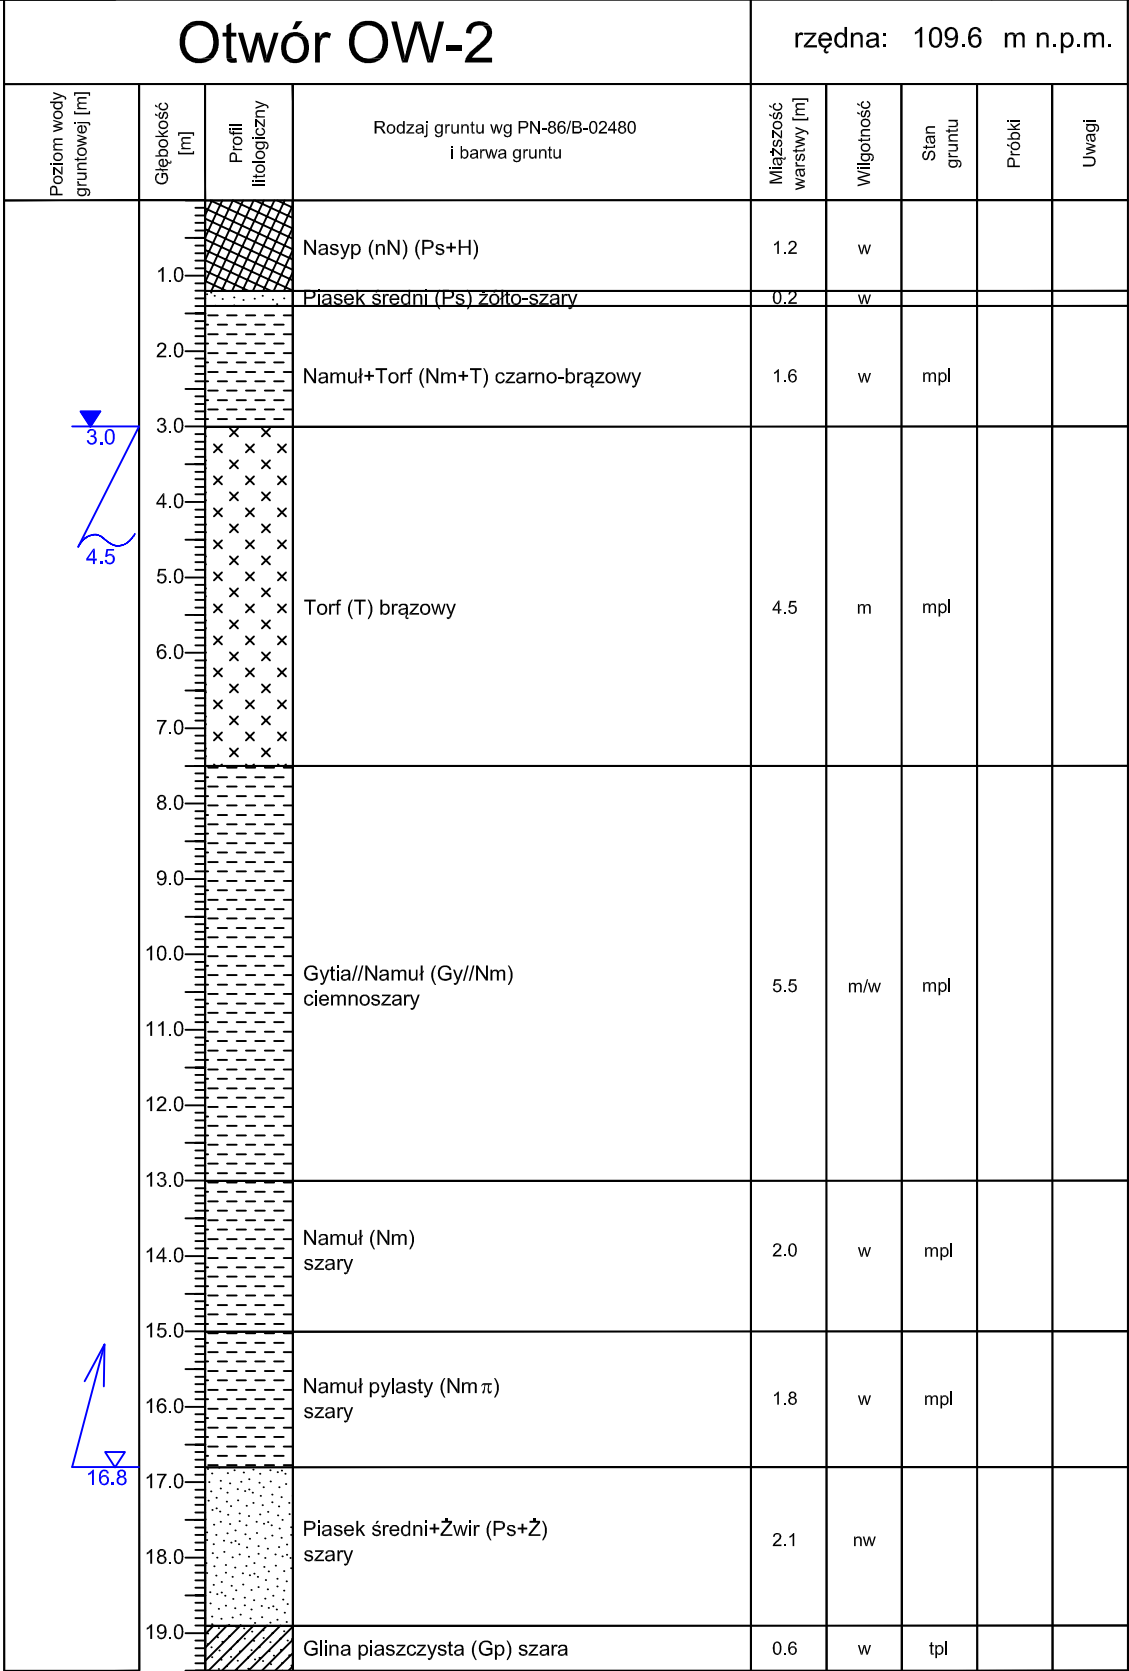 Otwór OW-2
rzędna: 109.6 m n.p.m.
Poziom wody
gruntowej [m]
Głębokość
[m]
Profil
litologiczny
Rodzaj gruntu wg PN-86/B-02480
i barwa gruntu
Miąższość
warstwy [m]
Wilgotność
Stan
gruntu
Próbki
Uwagi
Nasyp (nN) (Ps+H) 1.2 w
1.0
Piasek średni (Ps) żółto-szary 0.2 w
2.0
Namuł+Torf (Nm+T) czarno-brązowy 1.6 w mpl
3.0
3.0
4.0
4.5
5.0
Torf (T) brązowy 4.5 m mpl
6.0
7.0
8.0
9.0
10.0
Gytia//Namuł (Gy//Nm)
ciemnoszary
5.5 m/w mpl
11.0
12.0
13.0
Namuł (Nm)
szary
2.0 w mpl
14.0
15.0
Namuł pylasty (Nmπ)
szary
1.8 w mpl
16.0
16.8
17.0
Piasek średni+Żwir (Ps+Ż)
szary
2.1 nw
18.0
19.0
Glina piaszczysta (Gp) szara 0.6 w tpl